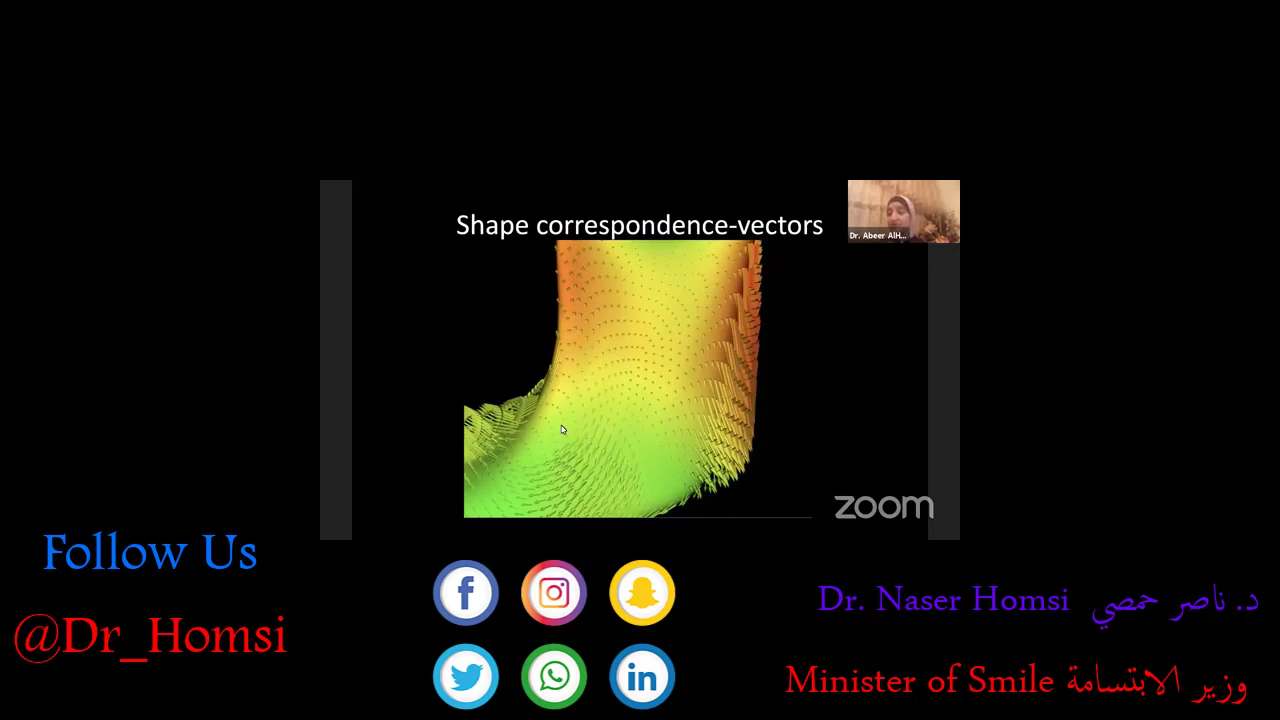 Shape correspondence-vectors
Dr. Abeer AlH...
zoom
Follow Us
@Dr_Homsi
Dr. Naser Homsi د. ناصر حمصي
Minister of Smile وزير الابتسامة